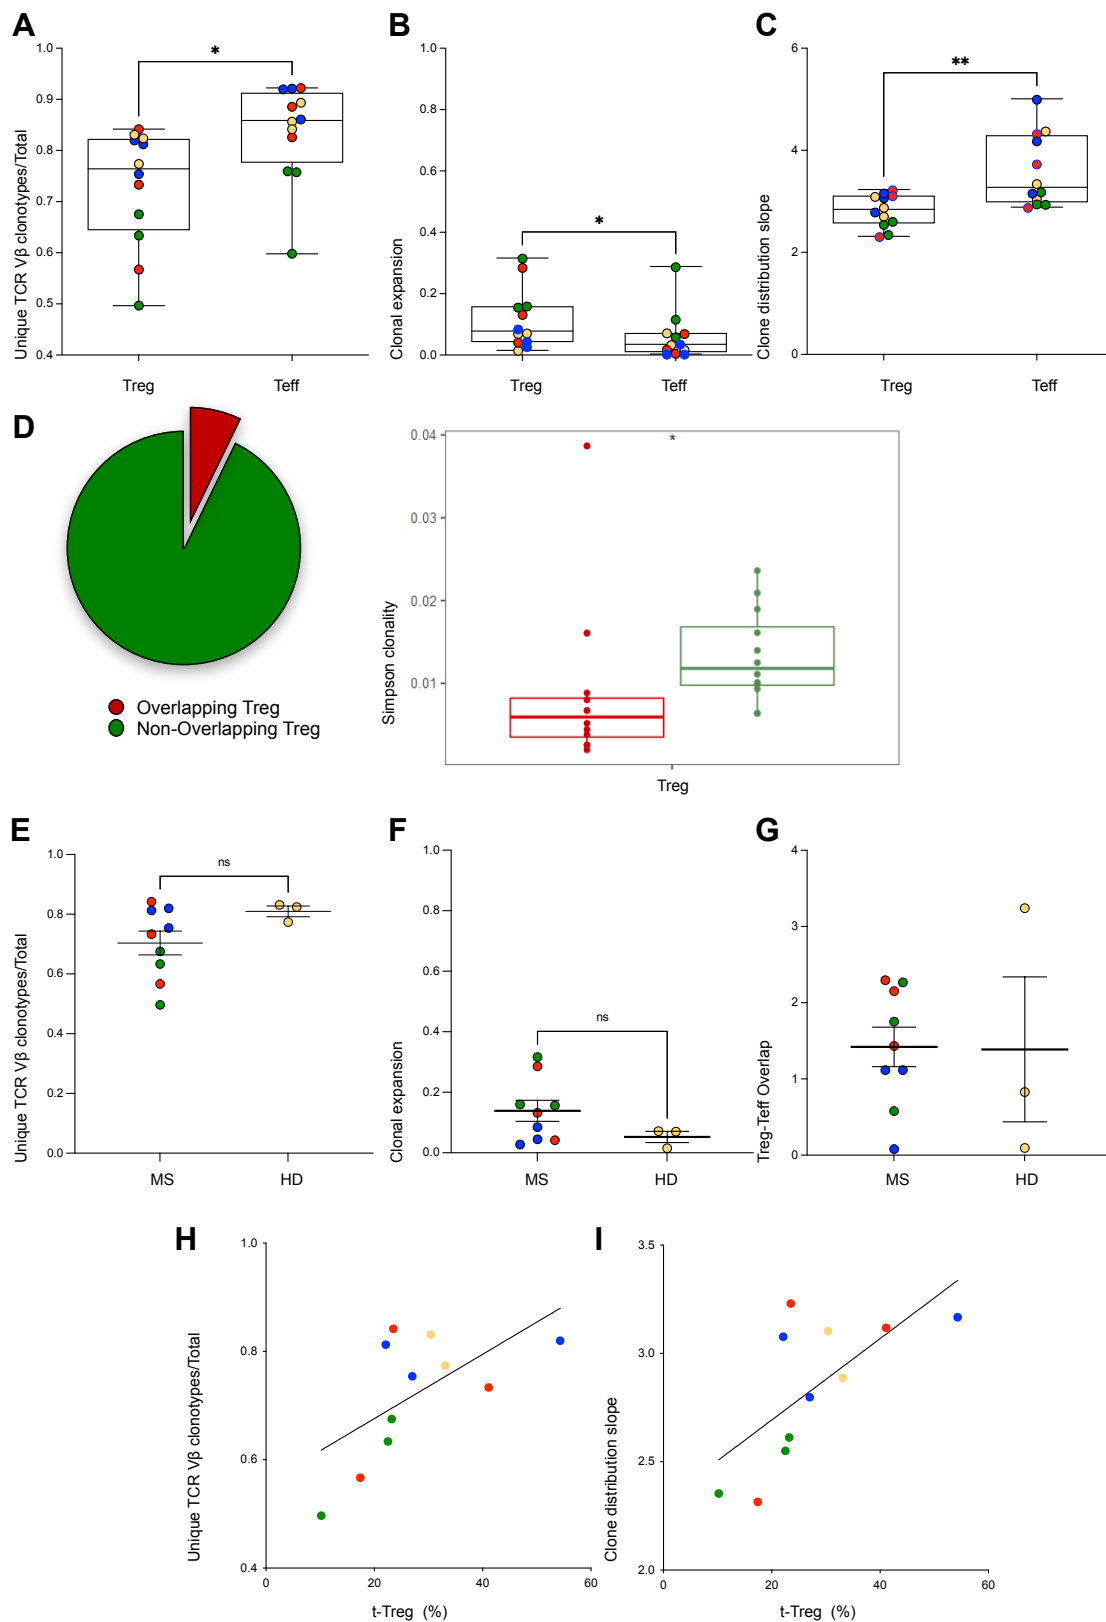 A
B
C
Unique TCR Vβ clonotypes/Total
1.0
0.9
0.8
0.7
0.6
0.5
0.4
*
Treg
Teff
Clonal expansion
1.0
0.8
0.6
0.4
0.2
0.0
*
Treg
Teff
Clone distribution slope
6
4
2
0
**
Treg
Teff
D
Overlapping Treg
Non-Overlapping Treg
Simpson clonality
0.04
0.03
0.02
0.01
*
Treg
E
F
G
Unique TCR Vβ clonotypes/Total
1.0
0.8
0.6
0.4
0.2
0.0
ns
MS
HD
Clonal expansion
1.0
0.8
0.6
0.4
0.2
0.0
ns
MS
HD
Treg-Teff Overlap
4
3
2
1
0
MS
HD
H
I
Unique TCR Vβ clonotypes/Total
1.0
0.8
0.6
0.4
0
20
40
60
t-Treg (%)
Clone distribution slope
3.5
3.0
2.5
2.0
0
20
40
60
t-Treg (%)